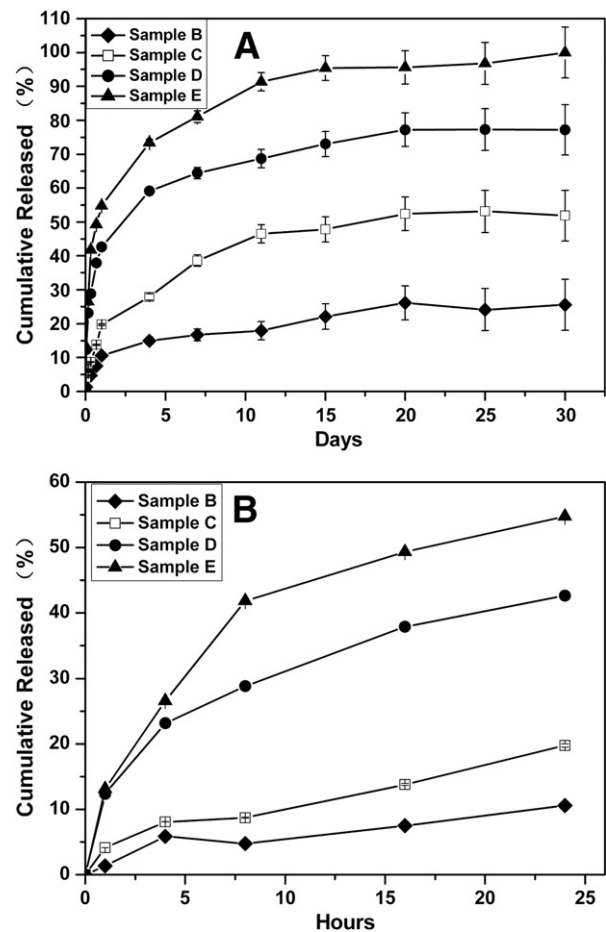 A
Sample B
Sample C
Sample D
Sample E
Cumulative Released (%)
110
100
90
80
70
60
50
40
30
20
10
0
0 5 10 15 20 25 30
Days
B
Sample B
Sample C
Sample D
Sample E
Cumulative Released (%)
60
50
40
30
20
10
0
0 5 10 15 20 25
Hours